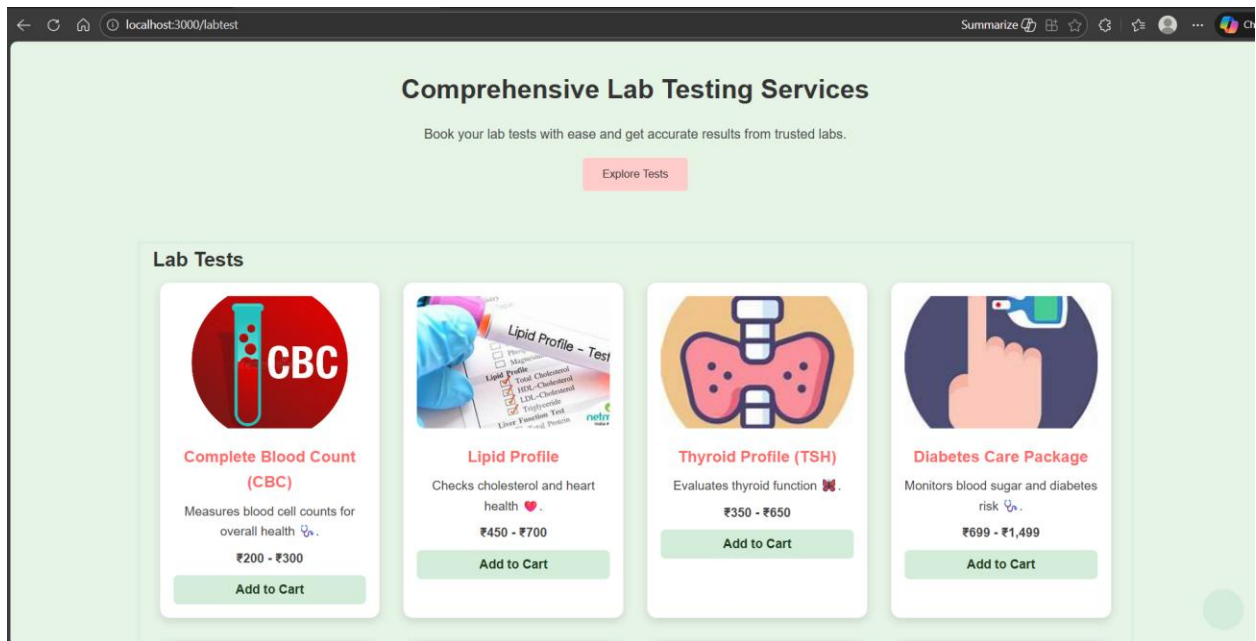 localhost:3000/labtest
Summarize
Comprehensive Lab Testing Services
Book your lab tests with ease and get accurate results from trusted labs.
Explore Tests
Lab Tests
CBC
Complete Blood Count
(CBC)
Measures blood cell counts for
overall health 🩺.
₹200 - ₹300
Add to Cart
Lipid Profile - Test
Lipid Profile
Total Cholesterol
HDL-Cholesterol
LDL-Cholesterol
Triglyceride
Liver Function Test
Total Protein
Lipid Profile
Checks cholesterol and heart
health ❤️.
₹450 - ₹700
Add to Cart
Thyroid Profile (TSH)
Evaluates thyroid function 🦋.
₹350 - ₹650
Add to Cart
Diabetes Care Package
Monitors blood sugar and diabetes
risk 🩺.
₹699 - ₹1,499
Add to Cart